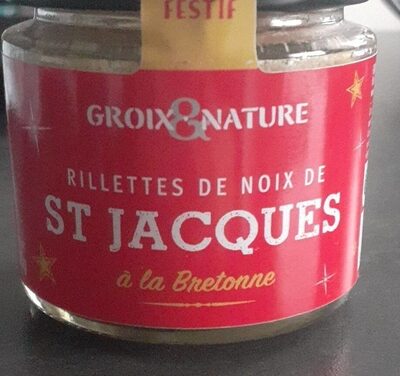 FESTIF
GROIX & NATURE
RILLETTES DE NOIX DE
ST JACQUES
à la Bretonne